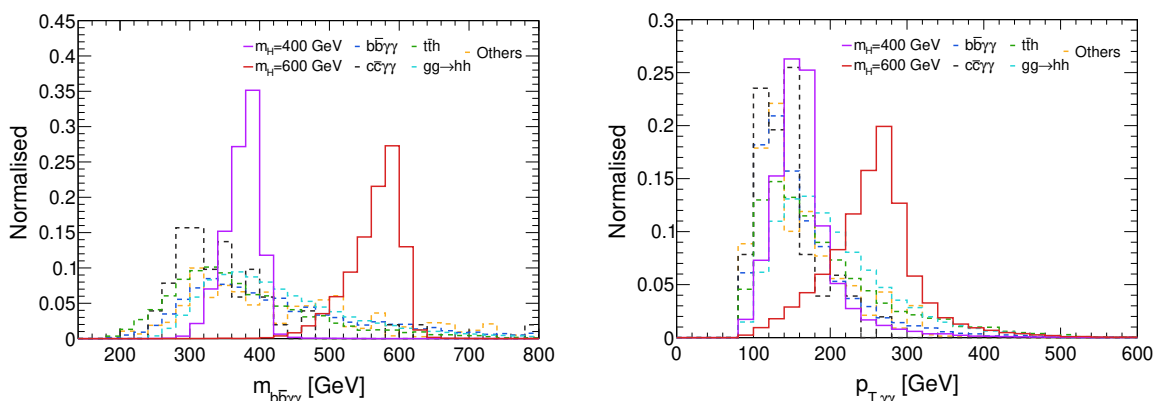 0.45
0.4
0.35
0.3
0.25
0.2
0.15
0.1
0.05
0
Normalised
m_H=400 GeV
m_H=600 GeV
bb̄γγ
cc̄γγ
tt̄h
gg→hh
Others
200 300 400 500 600 700 800
m_bb̄γγ [GeV]
0.3
0.25
0.2
0.15
0.1
0.05
0
Normalised
m_H=400 GeV
m_H=600 GeV
bb̄γγ
cc̄γγ
tt̄h
gg→hh
Others
0 100 200 300 400 500 600
p_T,γγ [GeV]